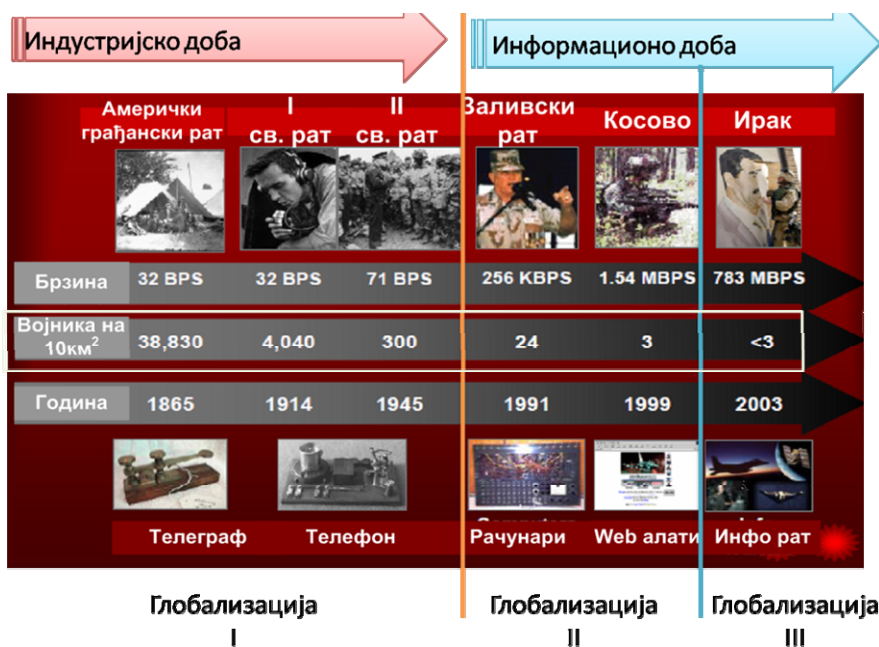 Индустријско доба
Информационо доба
Амерички
грађански рат
I
св. рат
II
св. рат
Заливски
рат
Косово
Ирак
Брзина 32 BPS 32 BPS 71 BPS 256 KBPS 1.54 MBPS 783 MBPS
Војника на
10км² 38,830 4,040 300 24 3 <3
Година 1865 1914 1945 1991 1999 2003
Телеграф Телефон Рачунари Web алати Инфо рат
Глобализација
I
Глобализација
II
Глобализација
III